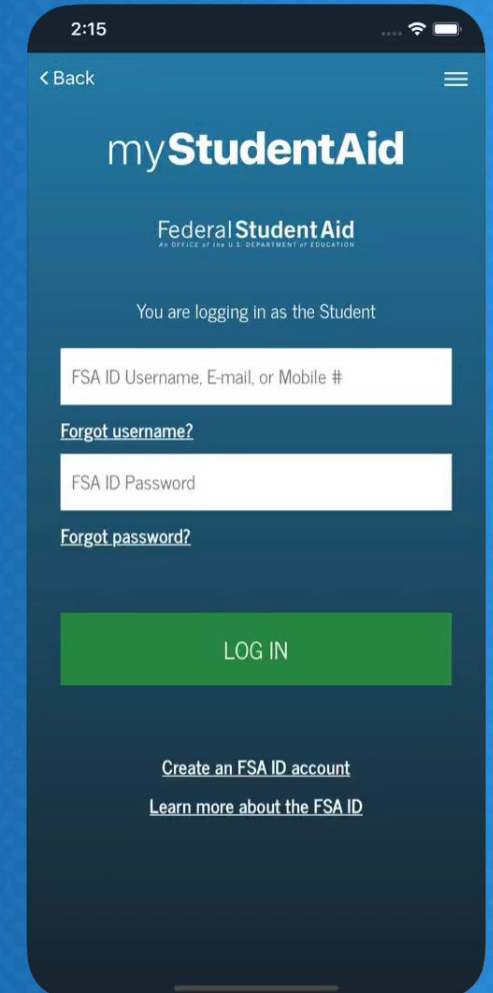 2:15
Back
myStudentAid
Federal Student Aid
An OFFICE of the U.S. DEPARTMENT of EDUCATION
You are logging in as the Student
FSA ID Username, E-mail, or Mobile #
Forgot username?
FSA ID Password
Forgot password?
LOG IN
Create an FSA ID account
Learn more about the FSA ID